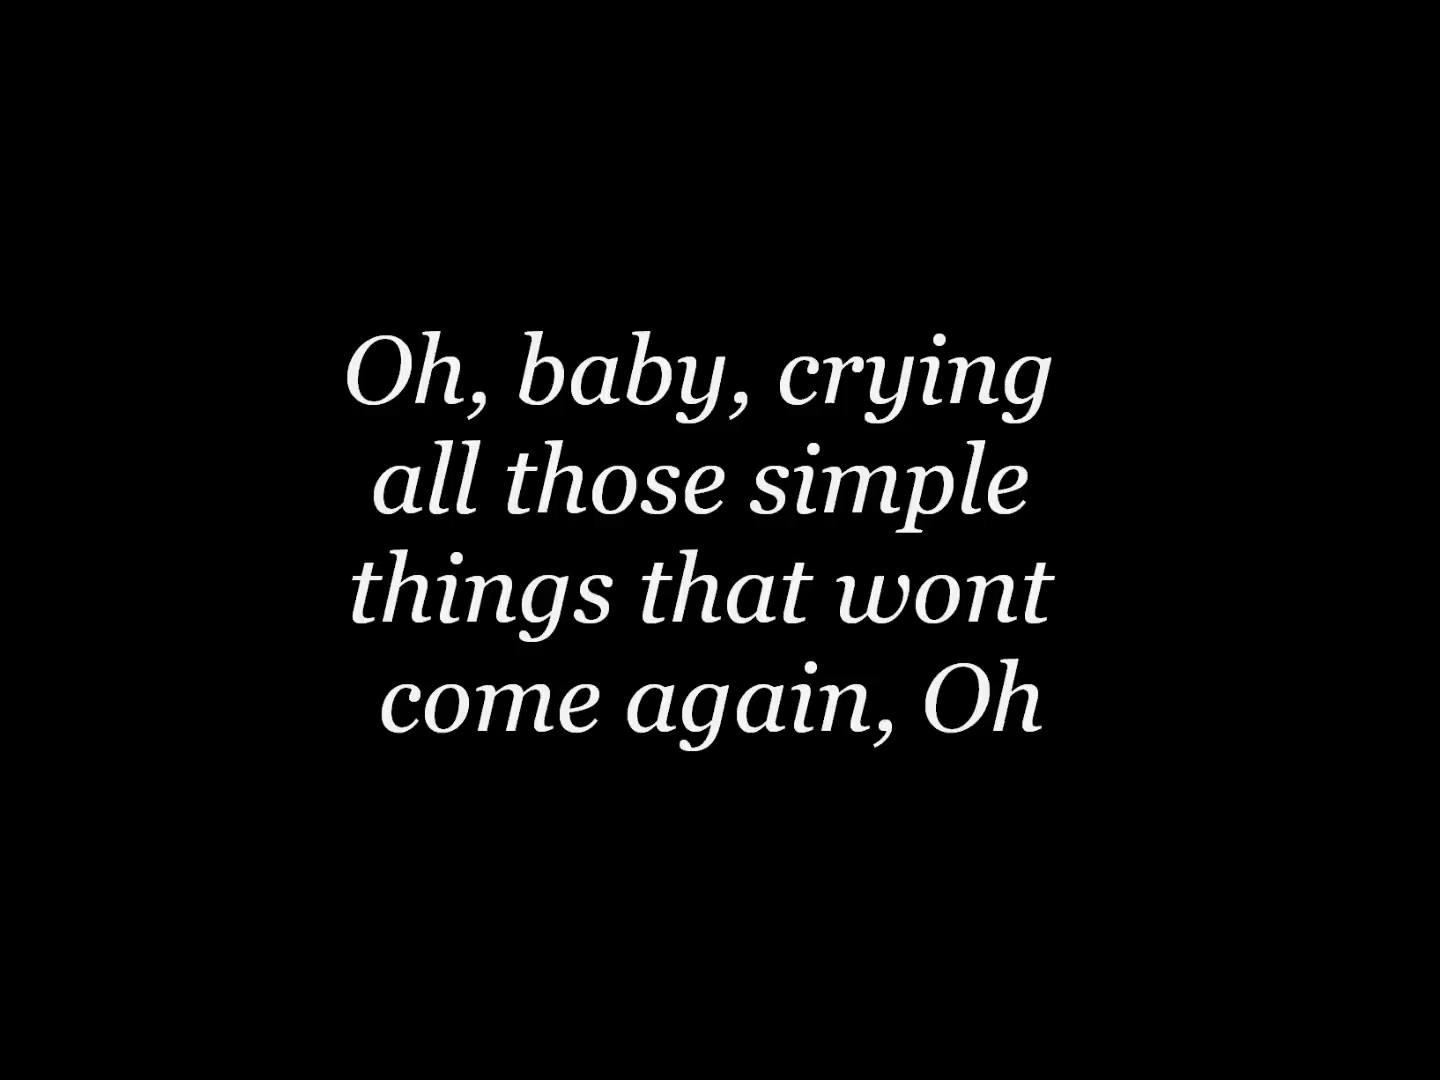 Oh, baby, crying
all those simple
things that wont
come again, Oh